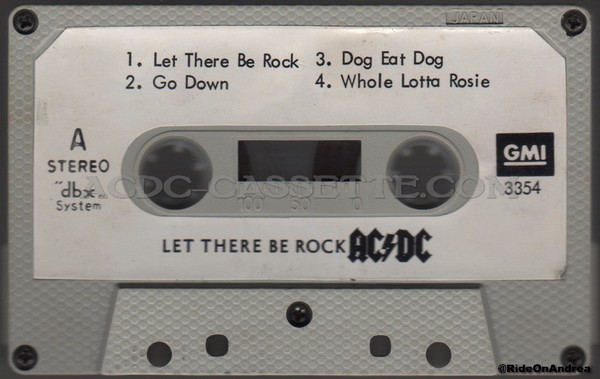 JAPAN
1. Let There Be Rock 3. Dog Eat Dog
2. Go Down 4. Whole Lotta Rosie
A
STEREO
"dbx"
System
GMI
3354
ACDC-CASSETTE.COM
100 50 0
LET THERE BE ROCK AC/DC
@RideOnAndrea